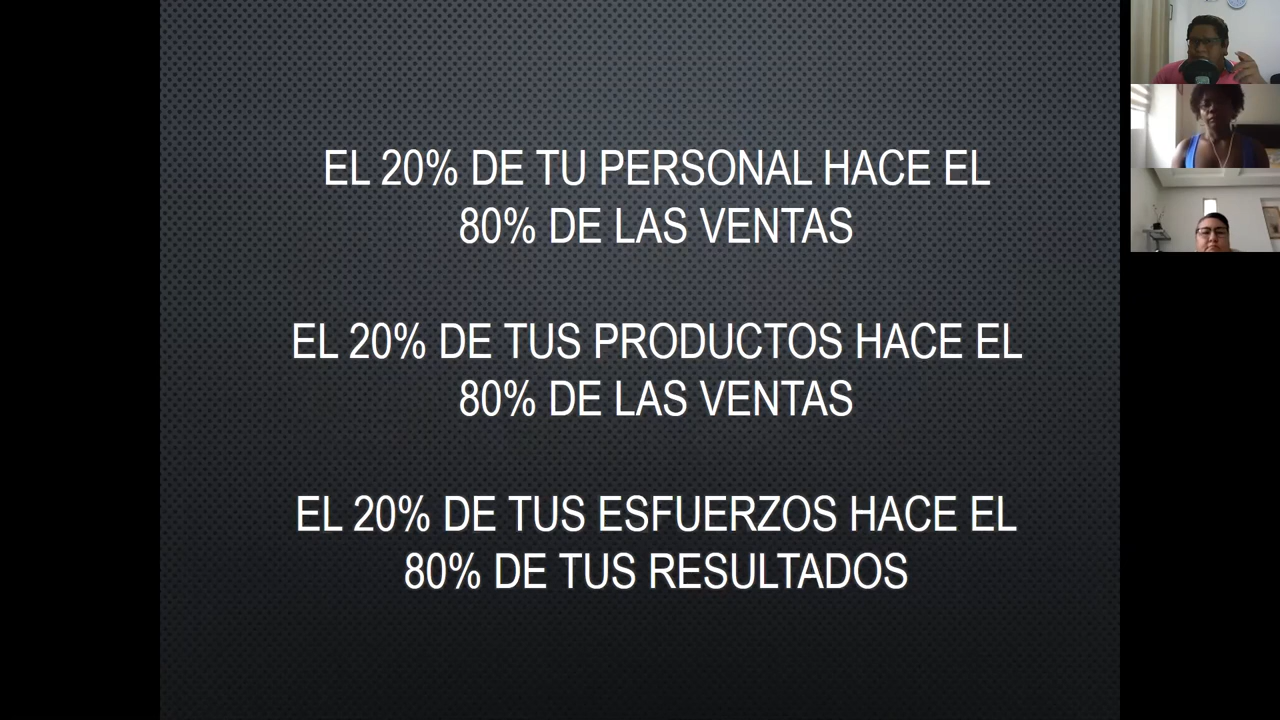 EL 20% DE TU PERSONAL HACE EL
80% DE LAS VENTAS
EL 20% DE TUS PRODUCTOS HACE EL
80% DE LAS VENTAS
EL 20% DE TUS ESFUERZOS HACE EL
80% DE TUS RESULTADOS